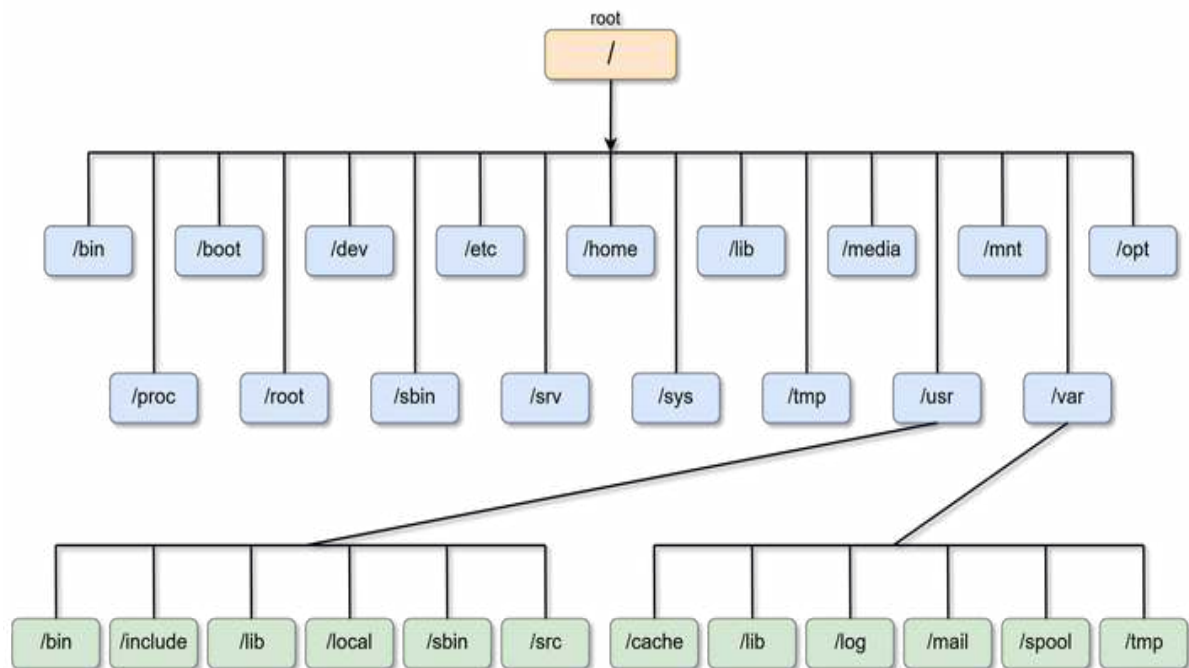 root
/
/bin
/boot
/dev
/etc
/home
/lib
/media
/mnt
/opt
/proc
/root
/sbin
/srv
/sys
/tmp
/usr
/var
/bin
/include
/lib
/local
/sbin
/src
/cache
/lib
/log
/mail
/spool
/tmp